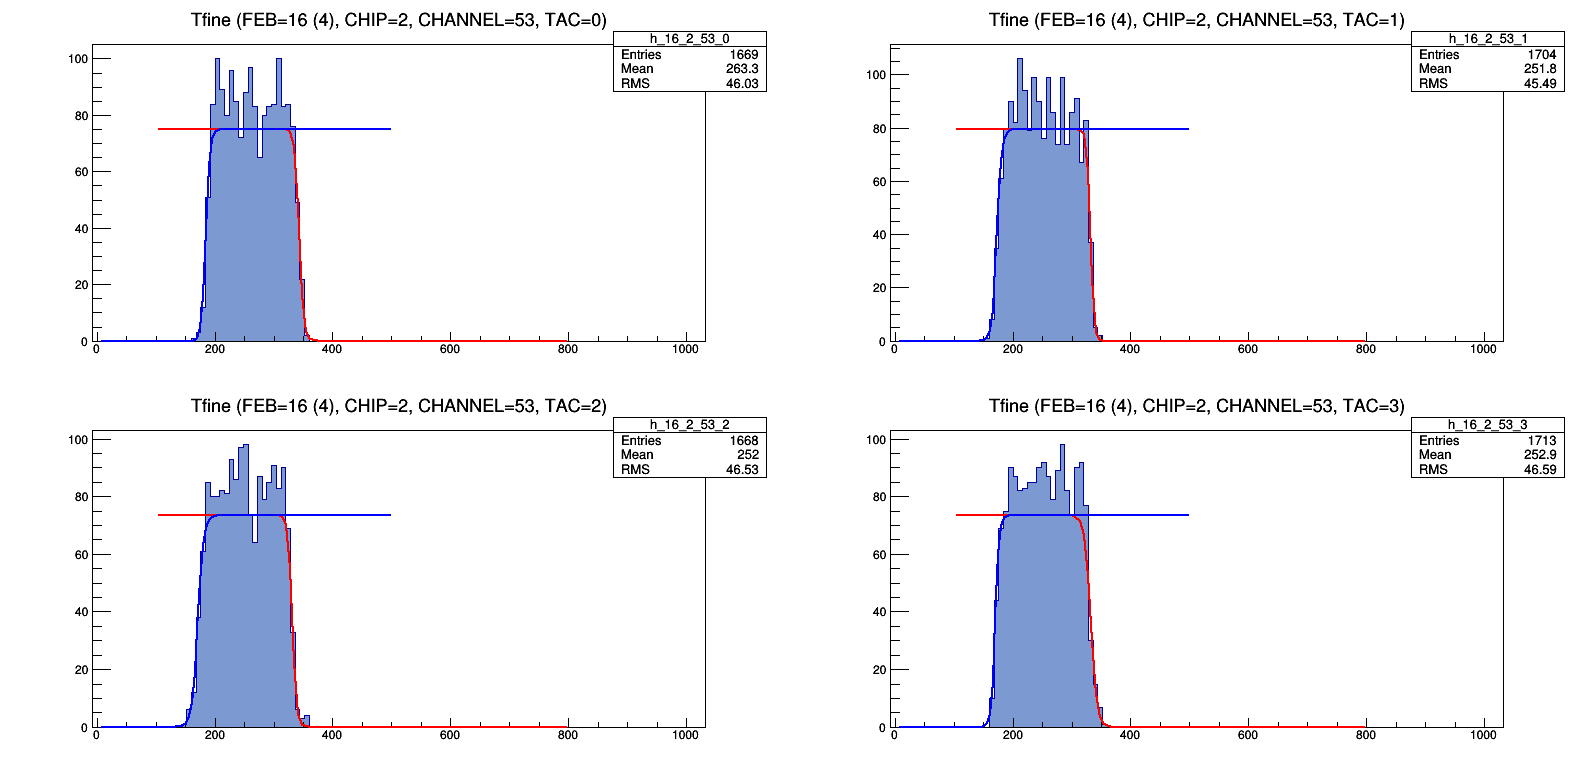 Tfine (FEB=16 (4), CHIP=2, CHANNEL=53, TAC=0)
h_16_2_53_0
Entries 1669
Mean 263.3
RMS 46.03
100
80
60
40
20
0
0 200 400 600 800 1000
Tfine (FEB=16 (4), CHIP=2, CHANNEL=53, TAC=1)
h_16_2_53_1
Entries 1704
Mean 251.8
RMS 45.49
100
80
60
40
20
0
0 200 400 600 800 1000
Tfine (FEB=16 (4), CHIP=2, CHANNEL=53, TAC=2)
h_16_2_53_2
Entries 1668
Mean 252
RMS 46.53
100
80
60
40
20
0
0 200 400 600 800 1000
Tfine (FEB=16 (4), CHIP=2, CHANNEL=53, TAC=3)
h_16_2_53_3
Entries 1713
Mean 252.9
RMS 46.59
100
80
60
40
20
0
0 200 400 600 800 1000